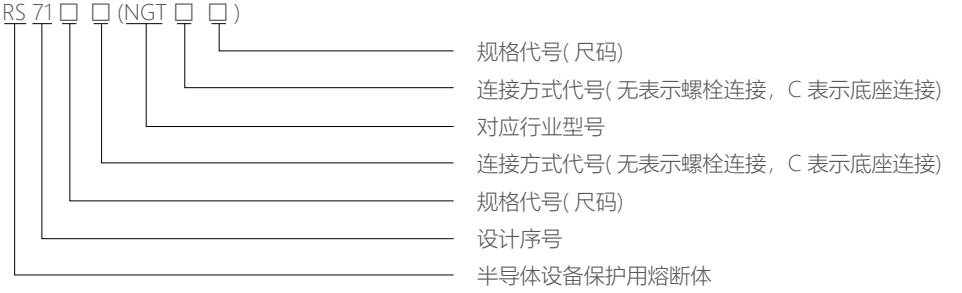 RS 71 □ □ (NGT □ □ )
规格代号( 尺码)
连接方式代号( 无表示螺栓连接，C 表示底座连接)
对应行业型号
连接方式代号( 无表示螺栓连接，C 表示底座连接)
规格代号( 尺码)
设计序号
半导体设备保护用熔断体